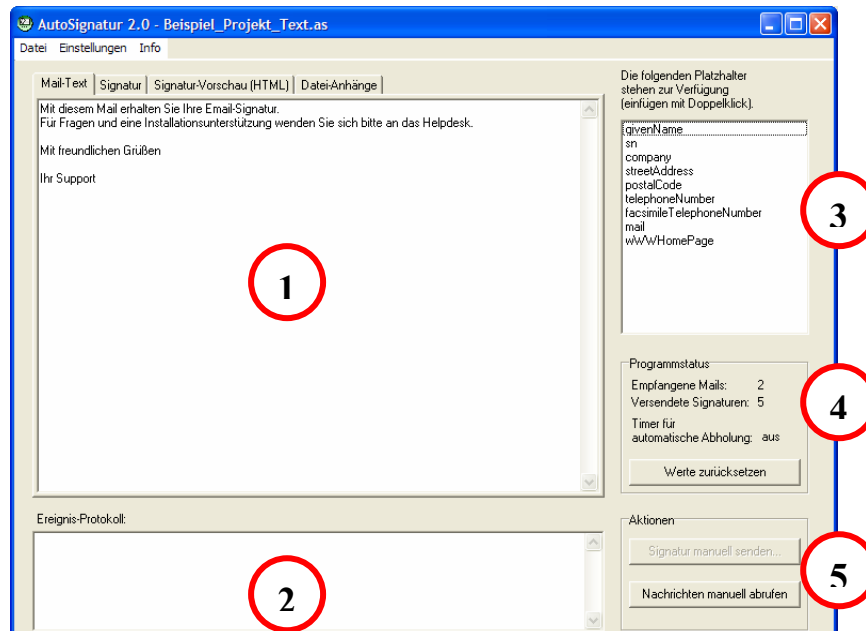 AutoSignatur 2.0 - Beispiel_Projekt_Text.as
Datei Einstellungen Info
Mail-Text Signatur Signatur-Vorschau (HTML) Datei-Anhänge
Mit diesem Mail erhalten Sie Ihre Email-Signatur.
Für Fragen und eine Installationsunterstützung wenden Sie sich bitte an das Helpdesk.
Mit freundlichen Grüßen
Ihr Support
1
Die folgenden Platzhalter
stehen zur Verfügung
(einfügen mit Doppelklick).
givenName
sn
company
streetAddress
postalCode
telephoneNumber
facsimileTelephoneNumber
mail
wWWHomePage
3
Programmstatus
Empfangene Mails: 2
Versendete Signaturen: 5
Timer für
automatische Abholung: aus
Werte zurücksetzen
4
Ereignis-Protokoll:
2
Aktionen
Signatur manuell senden...
Nachrichten manuell abrufen
5